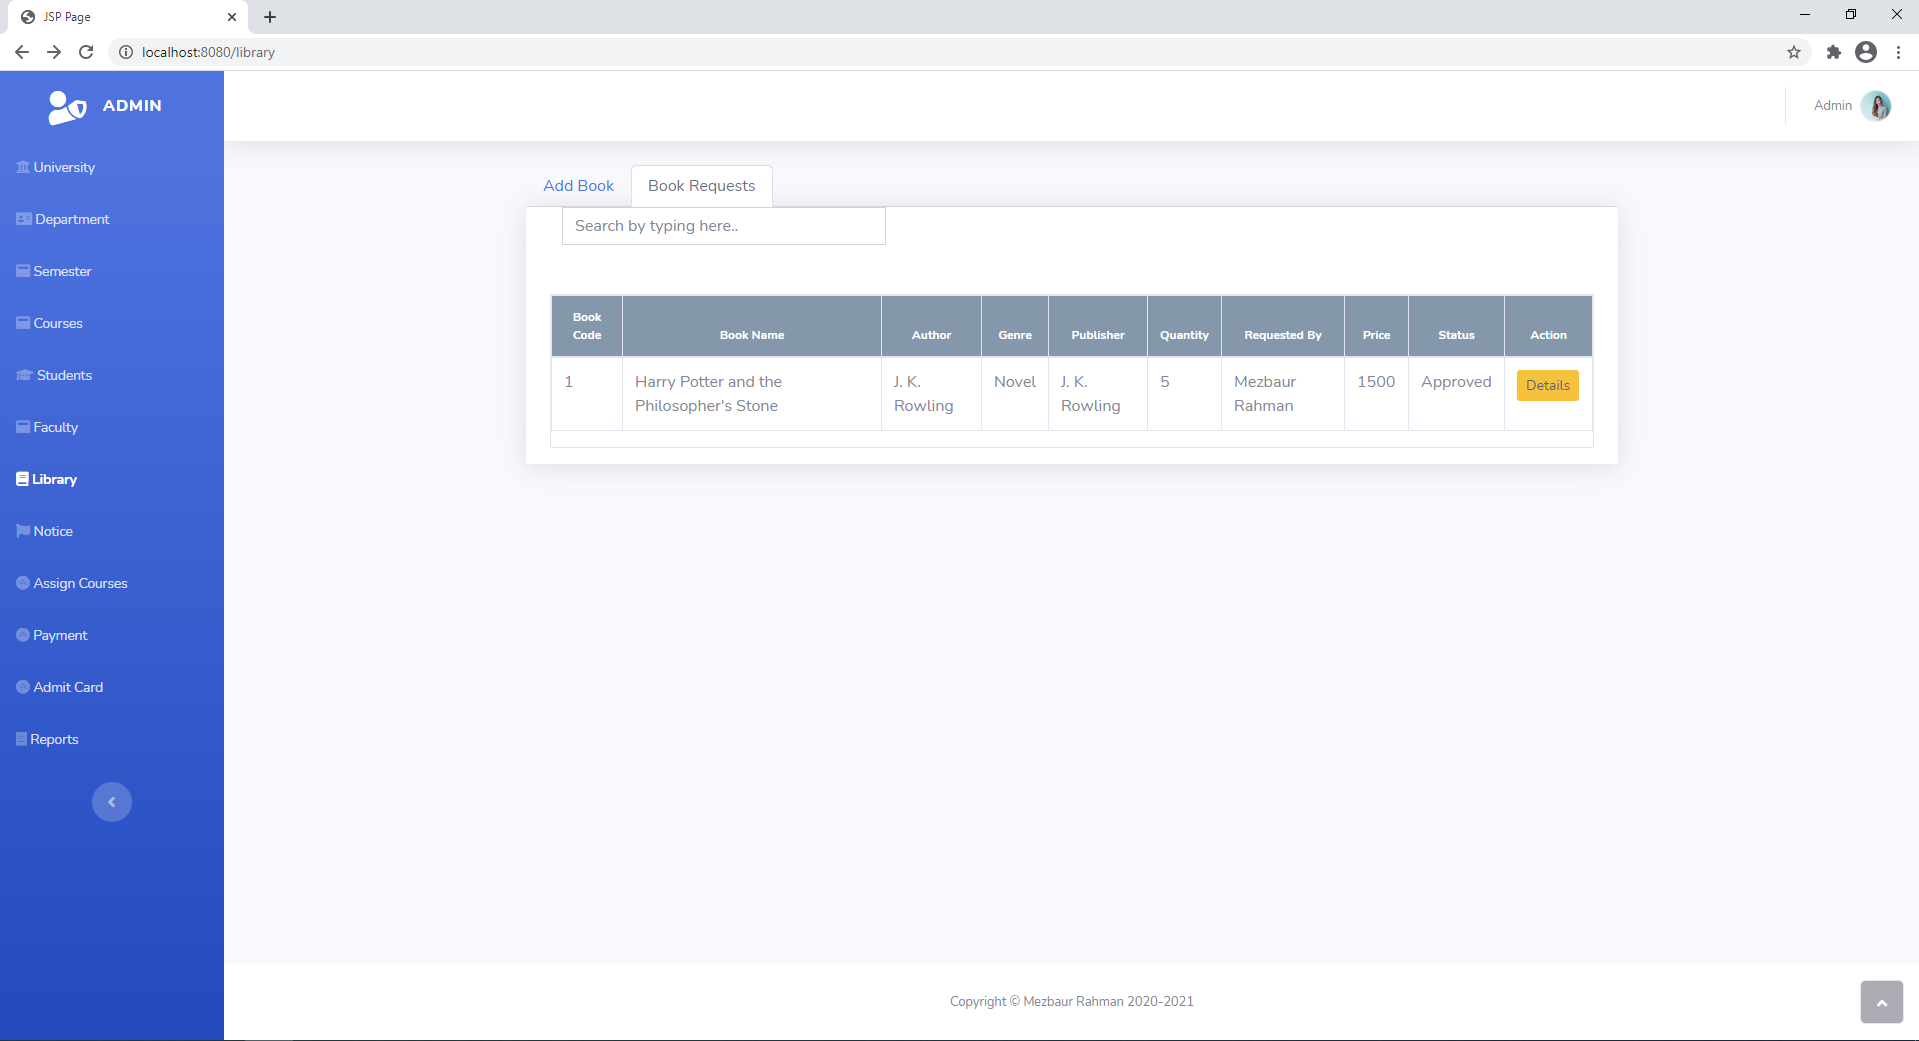 JSP Page
localhost:8080/library
ADMIN
Admin
University
Department
Semester
Courses
Students
Faculty
Library
Notice
Assign Courses
Payment
Admit Card
Reports
Add Book
Book Requests
Search by typing here..
Book Code Book Name Author Genre Publisher Quantity Requested By Price Status Action
1 Harry Potter and the J. K. Novel J. K. 5 Mezbaur 1500 Approved Details
Philosopher's Stone Rowling Rowling Rahman
Copyright © Mezbaur Rahman 2020-2021